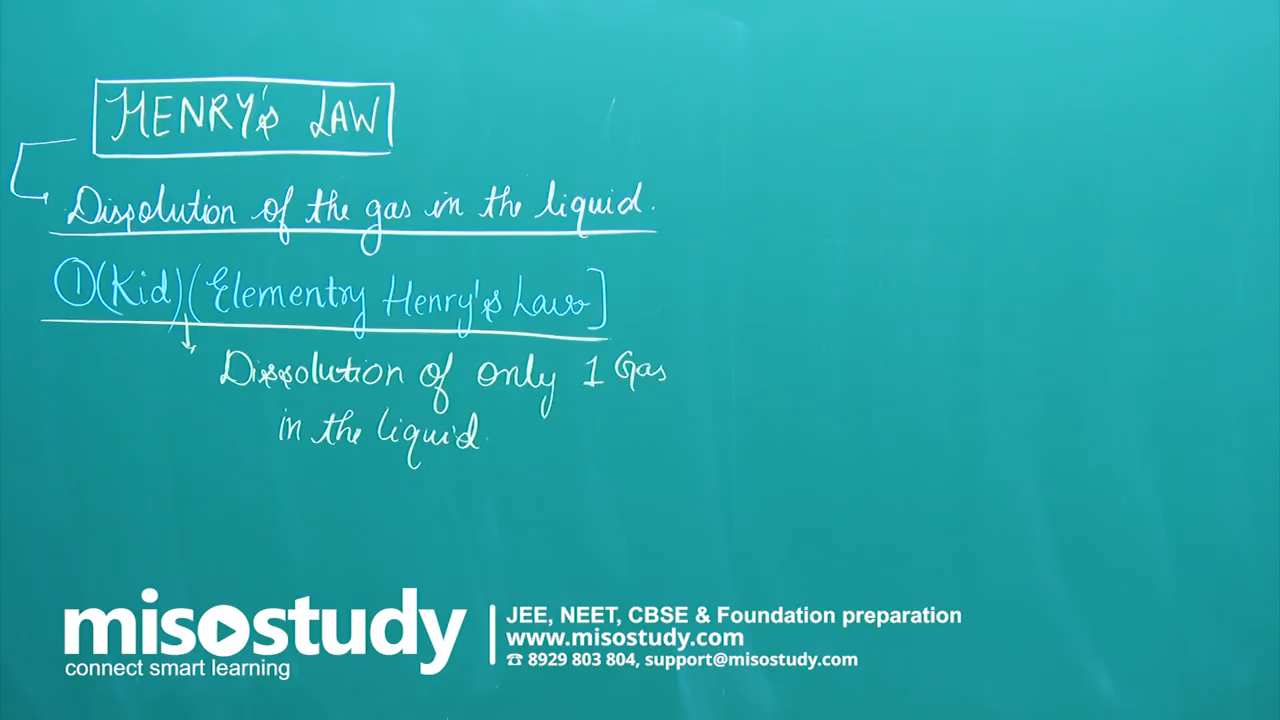 HENRY's LAW
Dissolution of the gas in the liquid.
① (Kid) (Elementry Henry's Law]
Dissolution of only 1 Gas
in the liquid.
misostudy
connect smart learning
JEE, NEET, CBSE & Foundation preparation
www.misostudy.com
☎ 8929 803 804, support@misostudy.com